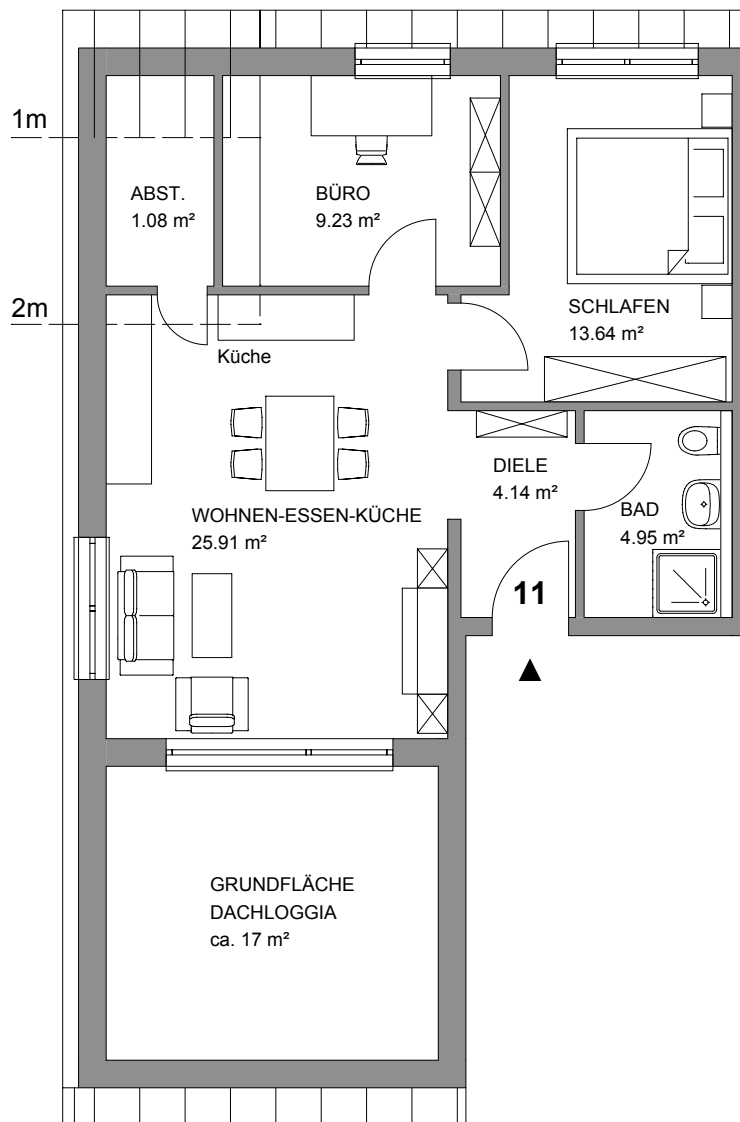 1m
ABST.
1.08 m²
BÜRO
9.23 m²
2m
Küche
SCHLAFEN
13.64 m²
DIELE
4.14 m²
BAD
4.95 m²
WOHNEN-ESSEN-KÜCHE
25.91 m²
11
GRUNDFLÄCHE
DACHLOGGIA
ca. 17 m²